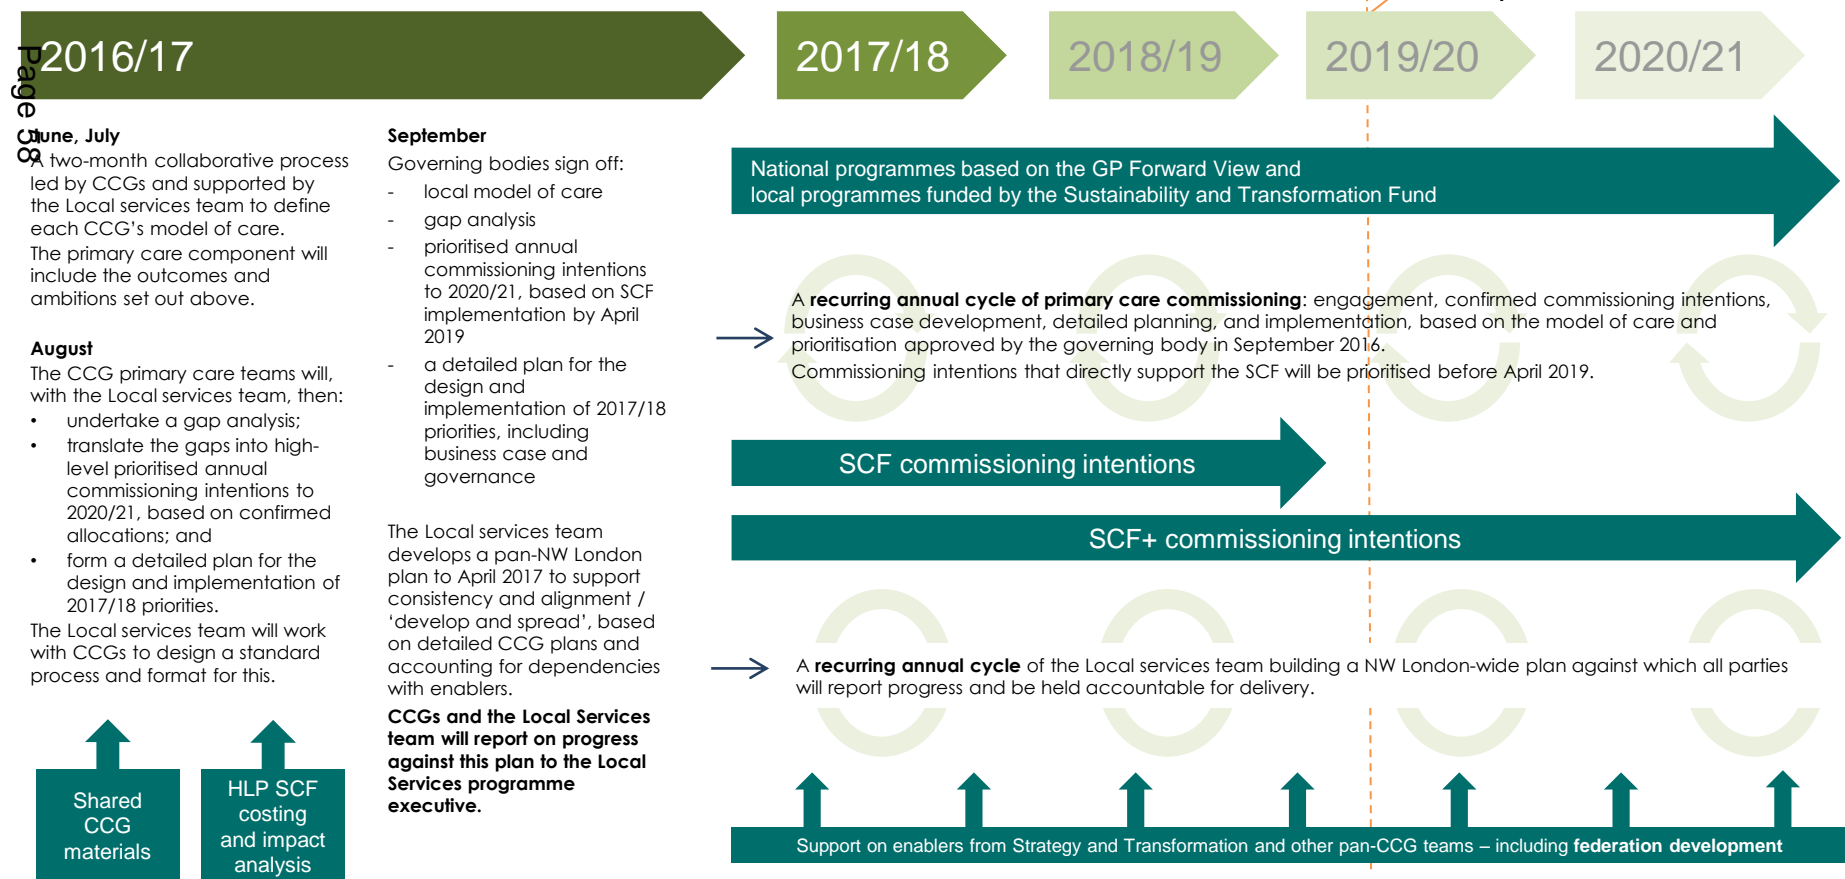 2016/17
2017/18
2018/19
2019/20
2020/21
Page 58
June, July
A two-month collaborative process
led by CCGs and supported by
the Local services team to define
each CCG's model of care.
The primary care component will
include the outcomes and
ambitions set out above.
August
The CCG primary care teams will,
with the Local services team, then:
• undertake a gap analysis;
• translate the gaps into high-
level prioritised annual
commissioning intentions to
2020/21, based on confirmed
allocations; and
• form a detailed plan for the
design and implementation of
2017/18 priorities.
The Local services team will work
with CCGs to design a standard
process and format for this.
Shared
CCG
materials
HLP SCF
costing
and impact
analysis
September
Governing bodies sign off:
- local model of care
- gap analysis
- prioritised annual
commissioning intentions
to 2020/21, based on SCF
implementation by April
2019
- a detailed plan for the
design and
implementation of 2017/18
priorities, including
business case and
governance
The Local services team
develops a pan-NW London
plan to April 2017 to support
consistency and alignment /
‘develop and spread’, based
on detailed CCG plans and
accounting for dependencies
with enablers.
CCGs and the Local Services
team will report on progress
against this plan to the Local
Services programme
executive.
National programmes based on the GP Forward View and
local programmes funded by the Sustainability and Transformation Fund
A recurring annual cycle of primary care commissioning: engagement, confirmed commissioning intentions,
business case development, detailed planning, and implementation, based on the model of care and
prioritisation approved by the governing body in September 2016.
Commissioning intentions that directly support the SCF will be prioritised before April 2019.
SCF commissioning intentions
SCF+ commissioning intentions
A recurring annual cycle of the Local services team building a NW London-wide plan against which all parties
will report progress and be held accountable for delivery.
Support on enablers from Strategy and Transformation and other pan-CCG teams – including federation development